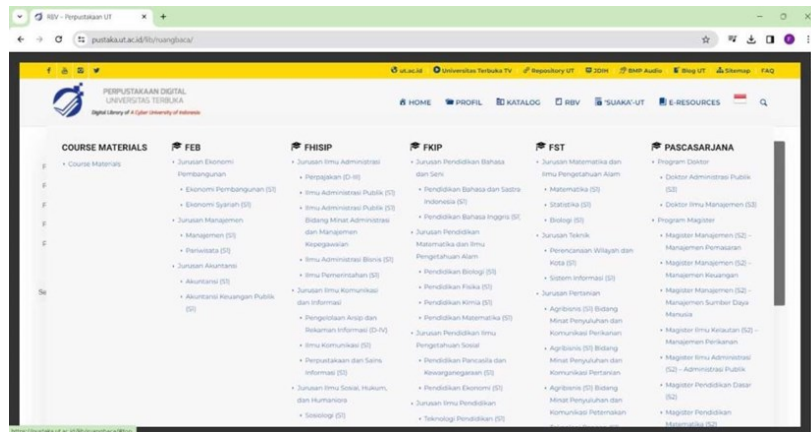 RBV - Perpustakaan UT
pustaka.ut.ac.id/lib/ruangbaca/
ut.ac.id Universitas Terbuka TV Repository UT JDIH BMP Audio Blog UT Sitemap FAQ
PERPUSTAKAAN DIGITAL
UNIVERSITAS TERBUKA
Digital Library of A Cyber University of Indonesia
HOME PROFIL KATALOG RBV 'SUAKA'-UT E-RESOURCES
COURSE MATERIALS
Course Materials
FEB
Jurusan Ekonomi
Pembangunan
Ekonomi Pembangunan (S1)
Ekonomi Syariah (S1)
Jurusan Manajemen
Manajemen (S1)
Pariwisata (S1)
Jurusan Akuntansi
Akuntansi (S1)
Akuntansi Keuangan Publik
(S1)
FHISIP
Jurusan Ilmu Administrasi
Perpajakan (D-III)
Ilmu Administrasi Publik (S1)
Ilmu Administrasi Publik (S1)
Bidang Minat Administrasi
dan Manajemen
Kepegawaian
Ilmu Administrasi Bisnis (S1)
Ilmu Pemerintahan (S1)
Jurusan Ilmu Komunikasi
dan Informasi
Pengelolaan Arsip dan
Rekaman Informasi (D-IV)
Ilmu Komunikasi (S1)
Perpustakaan dan Sains
Informasi (S1)
Jurusan Ilmu Sosial, Hukum,
dan Humaniora
Sosiologi (S1)
FKIP
Jurusan Pendidikan Bahasa
dan Seni
Pendidikan Bahasa dan Sastra
Indonesia (S1)
Pendidikan Bahasa Inggris (S1)
Jurusan Pendidikan
Matematika dan Ilmu
Pengetahuan Alam
Pendidikan Biologi (S1)
Pendidikan Fisika (S1)
Pendidikan Kimia (S1)
Pendidikan Matematika (S1)
Jurusan Pendidikan Ilmu
Pengetahuan Sosial
Pendidikan Pancasila dan
Kewarganegaraan (S1)
Pendidikan Ekonomi (S1)
Jurusan Ilmu Pendidikan
Teknologi Pendidikan (S1)
FST
Jurusan Matematika dan
Ilmu Pengetahuan Alam
Matematika (S1)
Statistika (S1)
Biologi (S1)
Jurusan Teknik
Perencanaan Wilayah dan
Kota (S1)
Sistem Informasi (S1)
Jurusan Pertanian
Agribisnis (S1) Bidang
Minat Penyuluhan dan
Komunikasi Perikanan
Agribisnis (S1) Bidang
Minat Penyuluhan dan
Komunikasi Pertanian
Agribisnis (S1) Bidang
Minat Penyuluhan dan
Komunikasi Peternakan
PASCASARJANA
Program Doktor
Doktor Administrasi Publik
(S3)
Doktor Ilmu Manajemen (S3)
Program Magister
Magister Manajemen (S2) -
Manajemen Pemasaran
Magister Manajemen (S2) -
Manajemen Keuangan
Magister Manajemen (S2) -
Manajemen Sumber Daya
Manusia
Magister Ilmu Kelautan (S2) -
Manajemen Perikanan
Magister Ilmu Administrasi
(S2) - Administrasi Publik
Magister Pendidikan Dasar
(S2)
Magister Pendidikan
Matematika (S2)
Se